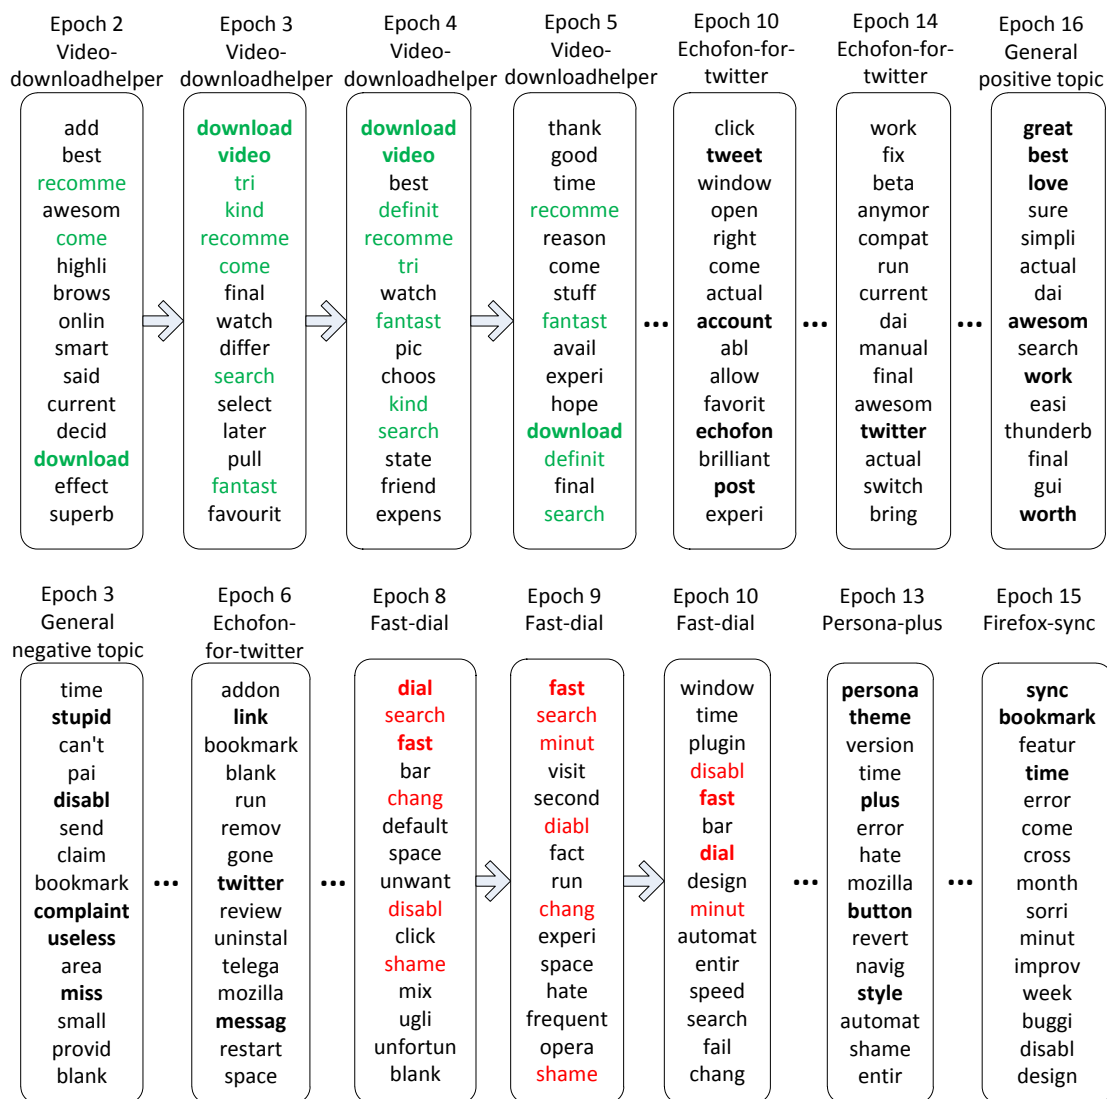 Epoch 2
Video-
downloadhelper
add
best
recomme
awesom
come
highli
brows
onlin
smart
said
current
decid
download
effect
superb
Epoch 3
Video-
downloadhelper
download
video
tri
kind
recomme
come
final
watch
differ
search
select
later
pull
fantast
favourit
Epoch 4
Video-
downloadhelper
download
video
best
definit
recomme
tri
watch
fantast
pic
choos
kind
search
state
friend
expens
Epoch 5
Video-
downloadhelper
thank
good
time
recomme
reason
come
stuff
fantast
avail
experi
hope
download
definit
final
search
...
Epoch 10
Echofon-for-
twitter
click
tweet
window
open
right
come
actual
account
abl
allow
favorit
echofon
brilliant
post
experi
...
Epoch 14
Echofon-for-
twitter
work
fix
beta
anymor
compat
run
current
dai
manual
final
awesom
twitter
actual
switch
bring
...
Epoch 16
General
positive topic
great
best
love
sure
simpli
actual
dai
awesom
search
work
easi
thunderb
final
gui
worth
Epoch 3
General
negative topic
time
stupid
can't
pai
disabl
send
claim
bookmark
complaint
useless
area
miss
small
provid
blank
...
Epoch 6
Echofon-
for-twitter
addon
link
bookmark
blank
run
remov
gone
twitter
review
uninstal
telega
mozilla
messag
restart
space
...
Epoch 8
Fast-dial
dial
search
fast
bar
chang
default
space
unwant
disabl
click
shame
mix
ugli
unfortun
blank
Epoch 9
Fast-dial
fast
search
minut
visit
second
diabl
fact
run
chang
experi
space
hate
frequent
opera
shame
Epoch 10
Fast-dial
window
time
plugin
disabl
fast
bar
dial
design
minut
automat
entir
speed
search
fail
chang
...
Epoch 13
Persona-plus
persona
theme
version
time
plus
error
hate
mozilla
button
revert
navig
style
automat
shame
entir
...
Epoch 15
Firefox-sync
sync
bookmark
featur
time
error
come
cross
month
sorri
minut
improv
week
buggi
disabl
design